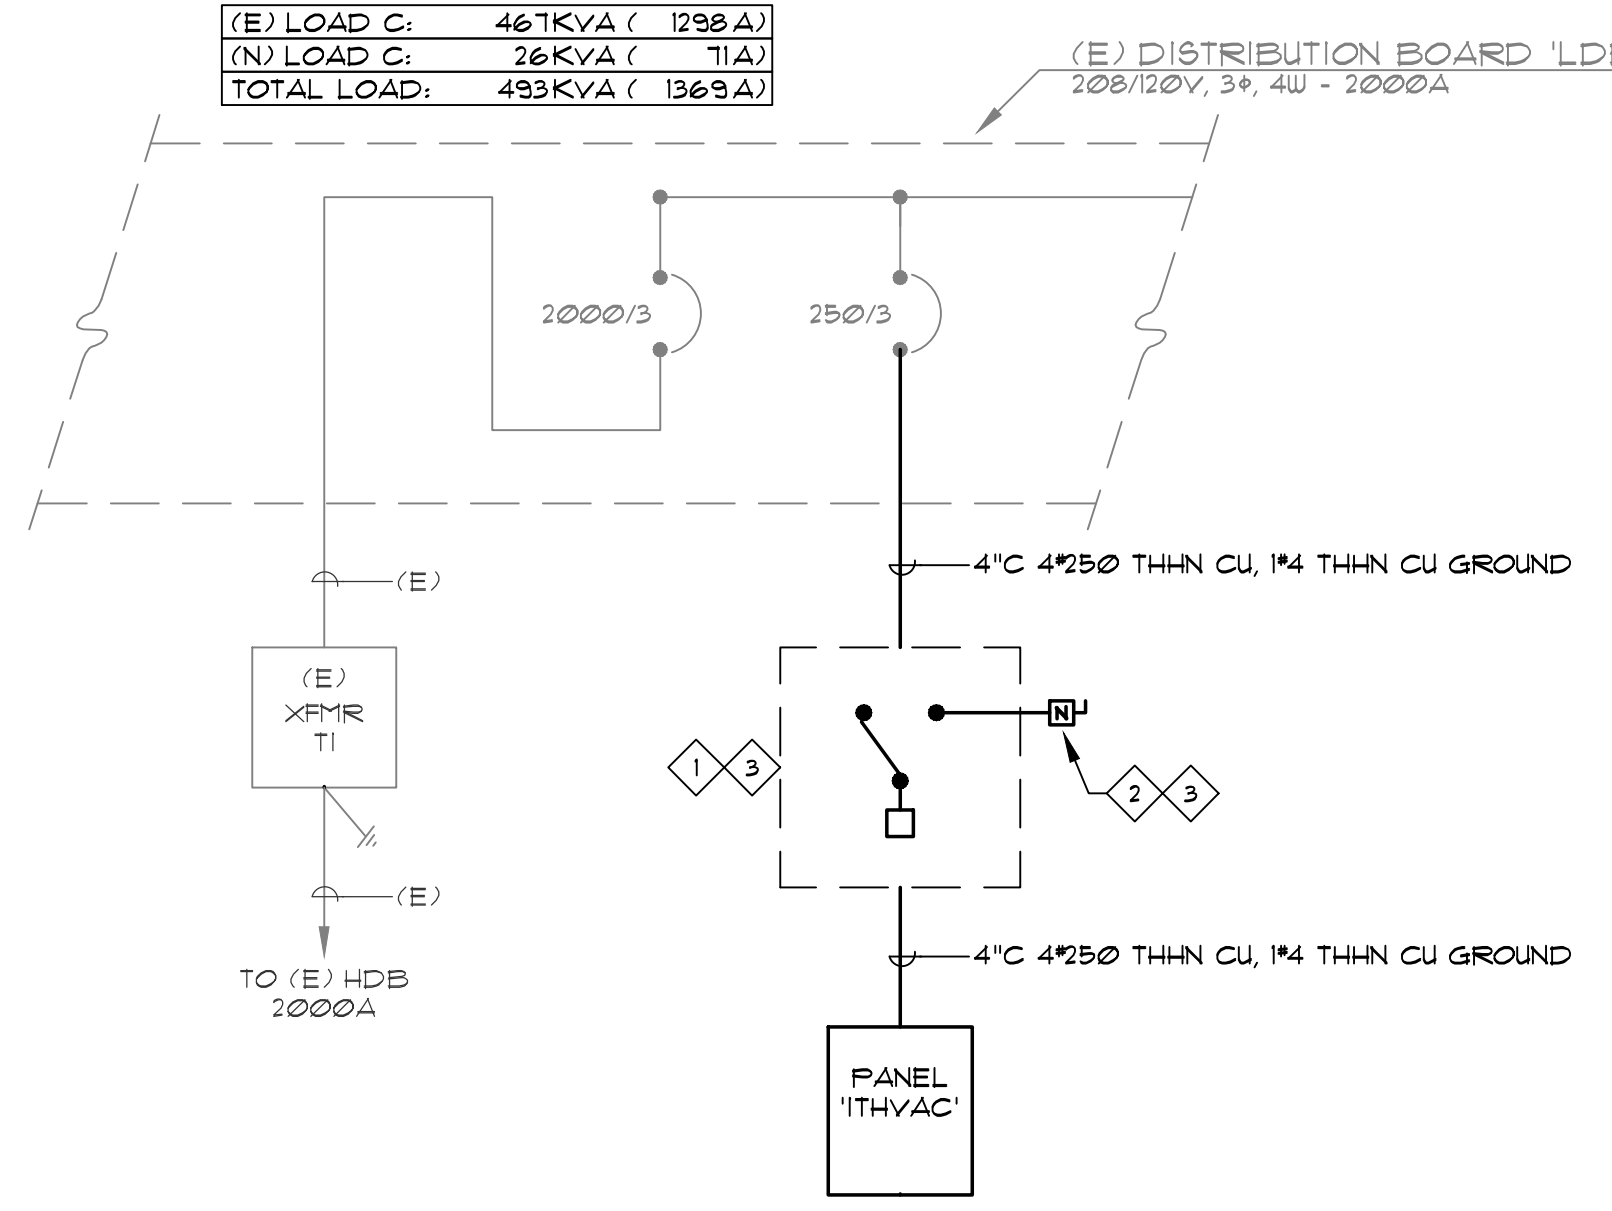 (E) LOAD C: 467KVA ( 1298A)
(N) LOAD C: 26KVA ( 71A)
TOTAL LOAD: 493KVA ( 1369A)
(E) DISTRIBUTION BOARD 'LD
208/120V, 3Φ, 4W - 2000A
2000/3
250/3
(E)
4"C 4#250 THHN CU, 1#4 THHN CU GROUND
(E)
XFMR
T1
N
1
3
2
3
(E)
4"C 4#250 THHN CU, 1#4 THHN CU GROUND
TO (E) HDB
2000A
PANEL
'ITHVAC'